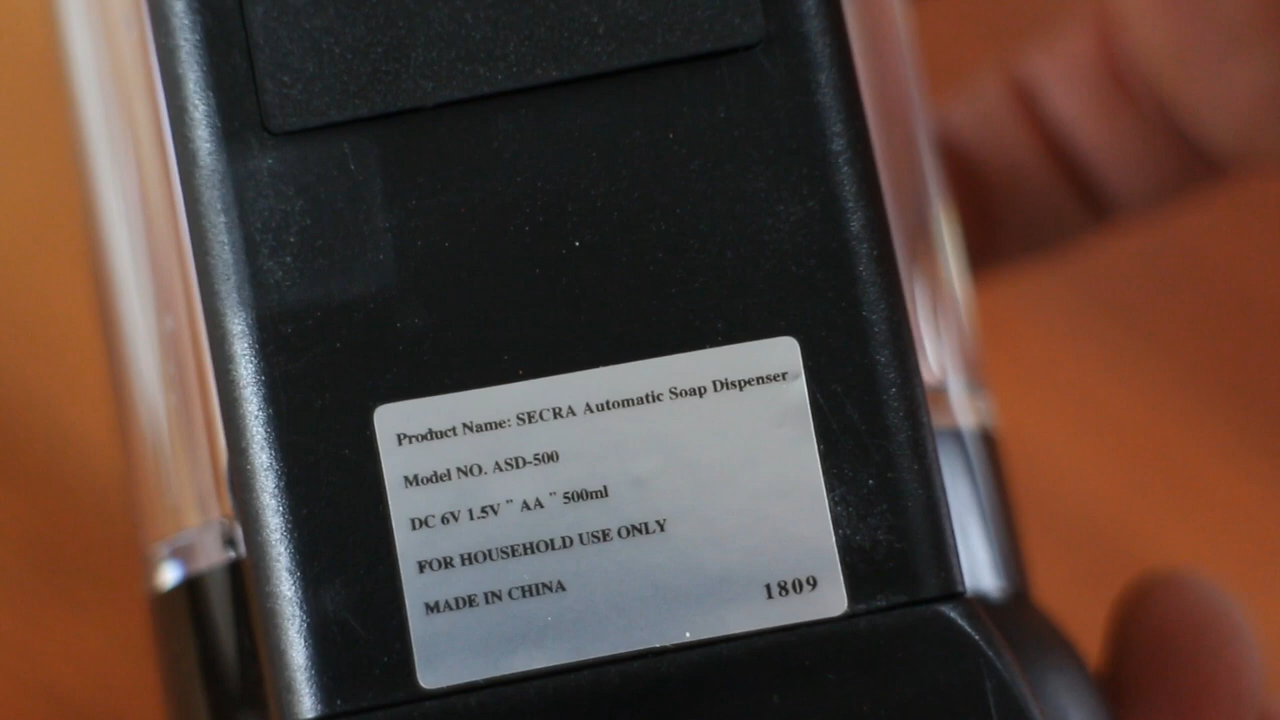 Product Name: SECRA Automatic Soap Dispenser
Model NO. ASD-500
DC 6V 1.5V " AA " 500ml
FOR HOUSEHOLD USE ONLY
MADE IN CHINA
1809